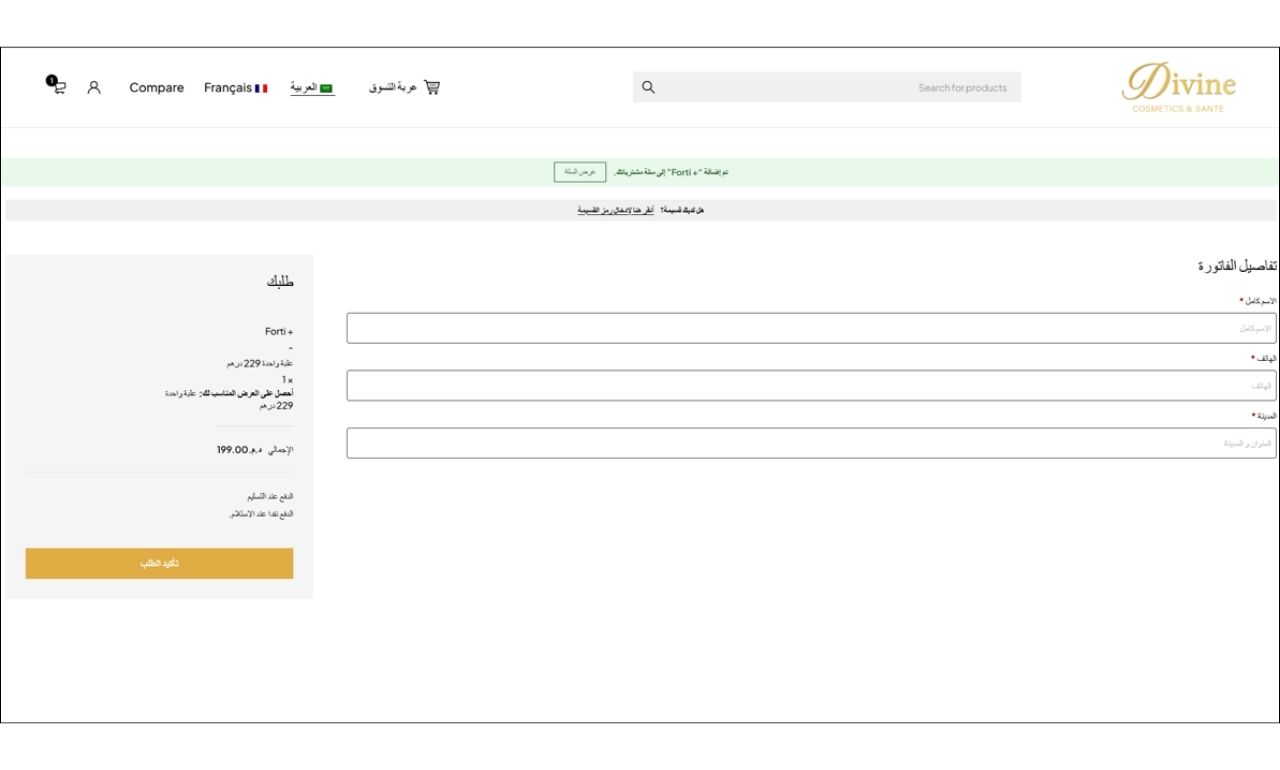 Divine
COSMETICS & SANTE
Search for products
عربة التسوق
العربية
Français
Compare
1
تم إضافة "Forti +" إلى سلة مشترياتك.
عرض السلة
هل لديك قسيمة؟ أنقر هنا لإدخال رمز القسيمة
تفاصيل الفاتورة
الاسم كامل *
الاسم كامل
الهاتف *
الهاتف
المدينة *
العنوان و المدينة
طلبك
Forti +
-
علبة واحدة 229 درهم
× 1
أحصل على العرض المناسب لك: علبة واحدة
229 درهم
الإجمالي د.م.199.00
الدفع عند التسليم
الدفع نقدا عند الاستلام.
تأكيد الطلب